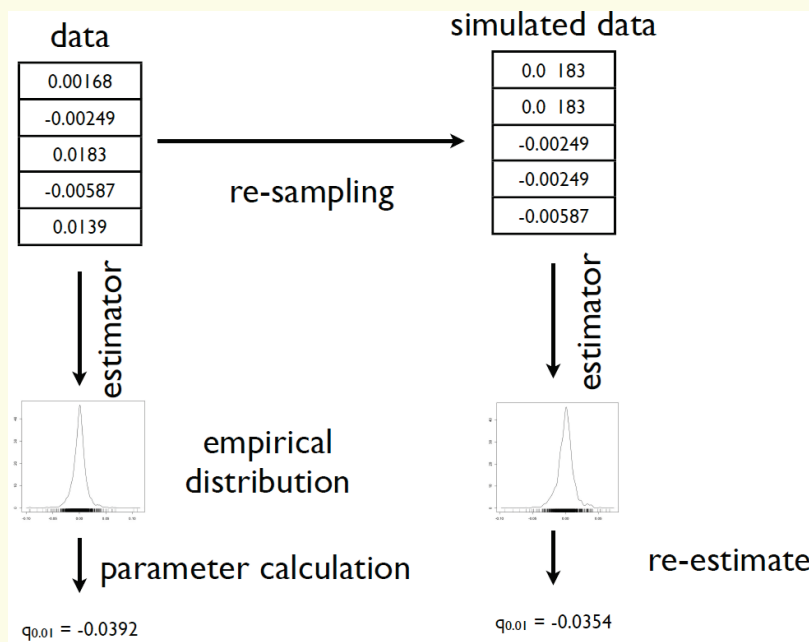 data
simulated data
0.00168
-0.00249
0.0183
-0.00587
0.0139
0.0 183
0.0 183
-0.00249
-0.00249
-0.00587
re-sampling
estimator
estimator
empirical
distribution
parameter calculation
re-estimate
q0.01 = -0.0392
q0.01 = -0.0354